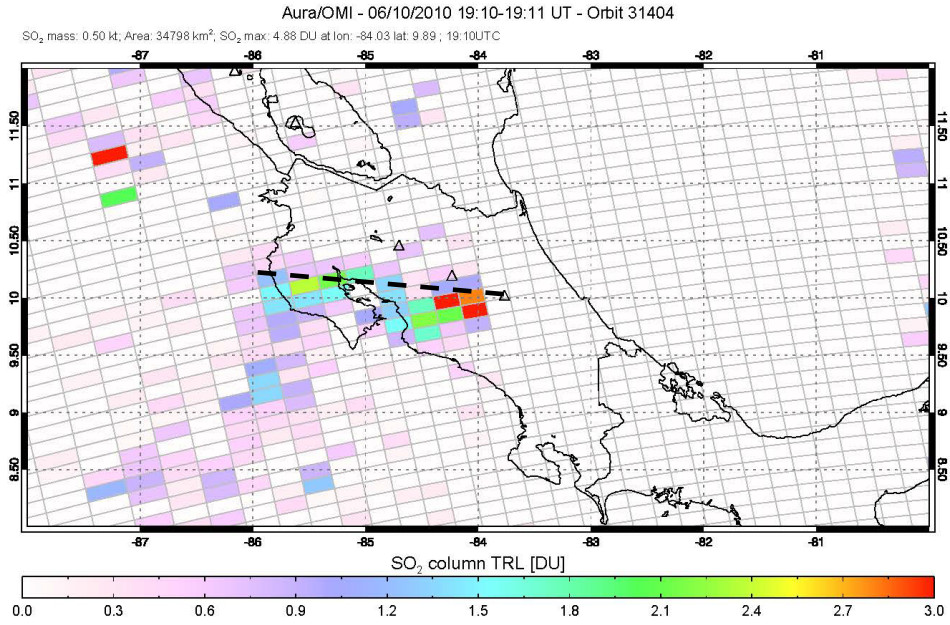 Aura/OMI - 06/10/2010 19:10-19:11 UT - Orbit 31404
SO₂ mass: 0.50 kt; Area: 34798 km²; SO₂ max: 4.88 DU at lon: -84.03 lat: 9.89 ; 19:10UTC
-87 -86 -85 -84 -83 -82 -81
11.50 11.50
11 11
10.50 10.50
10 10
9.50 9.50
9 9
8.50 8.50
-87 -86 -85 -84 -83 -82 -81
SO₂ column TRL [DU]
0.0 0.3 0.6 0.9 1.2 1.5 1.8 2.1 2.4 2.7 3.0